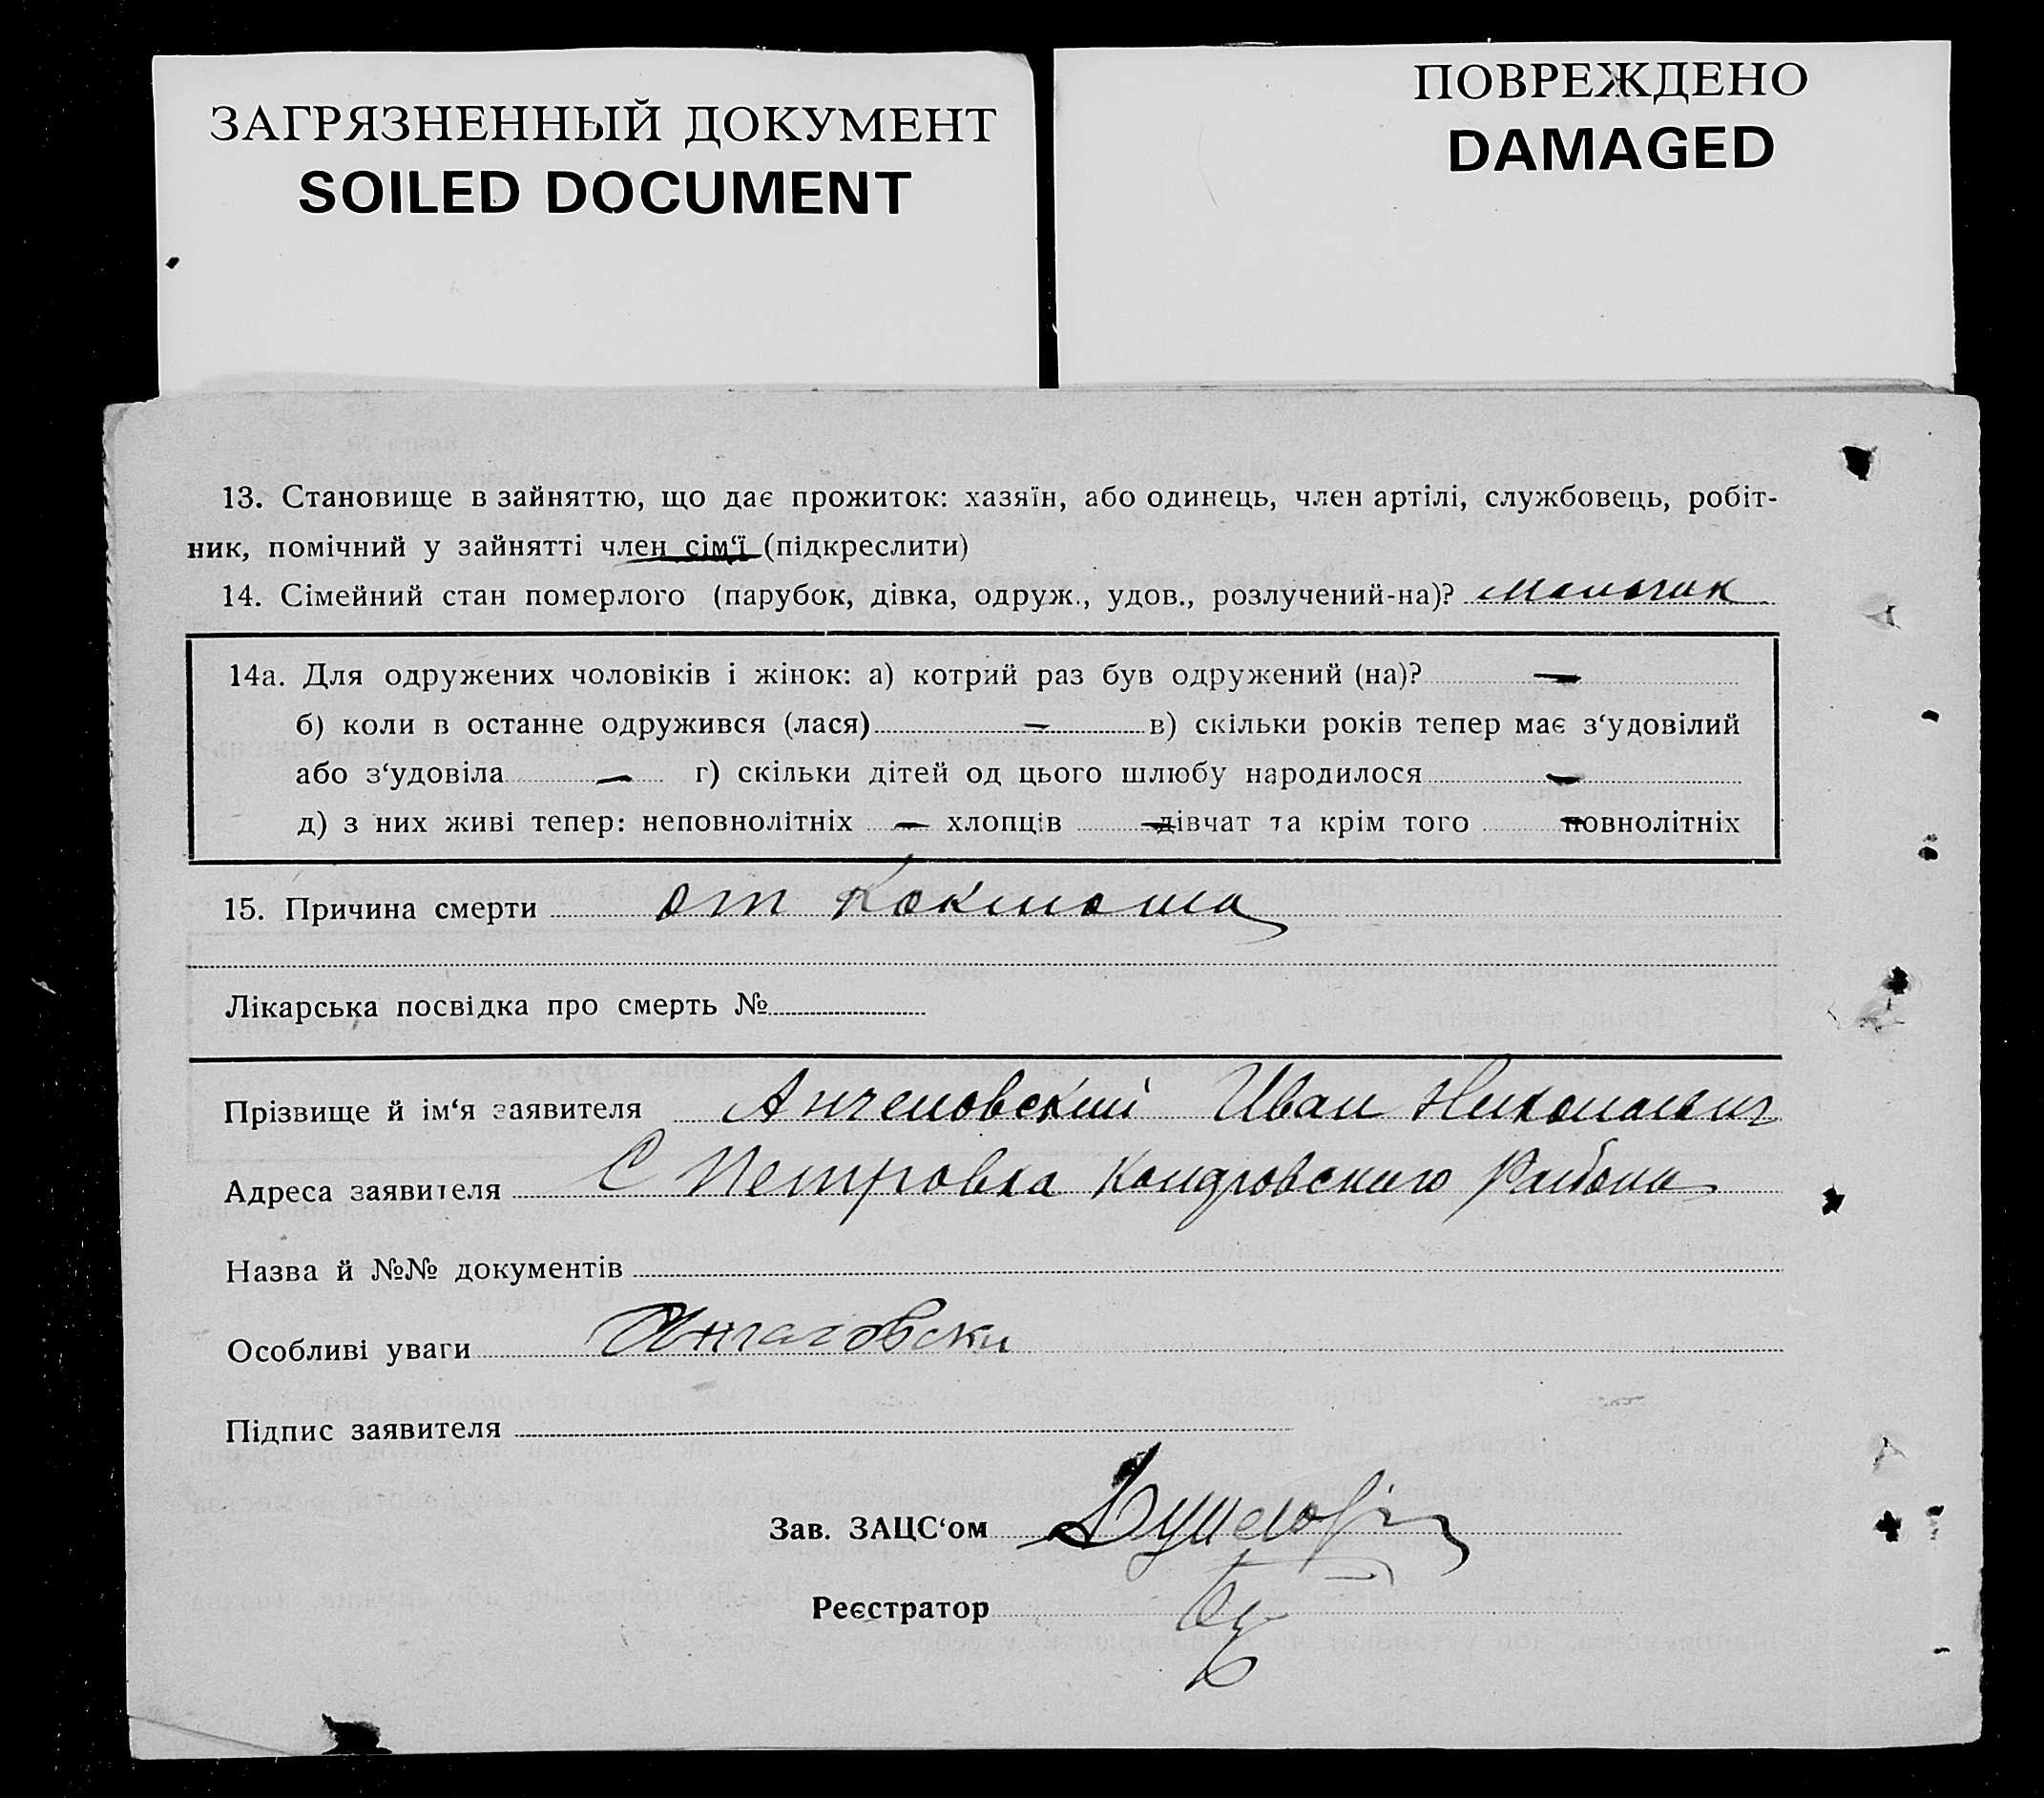 ЗАГРЯЗНЕННЫЙ ДОКУМЕНТ
SOILED DOCUMENT
ПОВРЕЖДЕНО
DAMAGED
13. Становище в зайняттю, що дає прожиток: хазяїн, або одинець, член артілі, службовець, робіт-
ник, помічний у зайнятті член сім‘ї (підкреслити)
14. Сімейний стан померлого (парубок, дівка, одруж., удов., розлучений-на)? мальчик
14а. Для одружених чоловіків і жінок: а) котрий раз був одружений (на)? —
б) коли в останнє одружився (лася) — в) скільки років тепер має з‘удовілий
або з‘удовіла — г) скільки дітей од цього шлюбу народилося —
д) з них живі тепер: неповнолітніх — хлопців — дівчат та крім того — повнолітніх
15. Причина смерти от Коклюша
Лікарська посвідка про смерть №
Прізвище й ім‘я заявителя Ангеловский Иван Николаевич
Адреса заявителя С Петровка Района
Назва й №№ документів
Особливі уваги
Підпис заявителя
Зав. ЗАЦС‘ом
Реєстратор